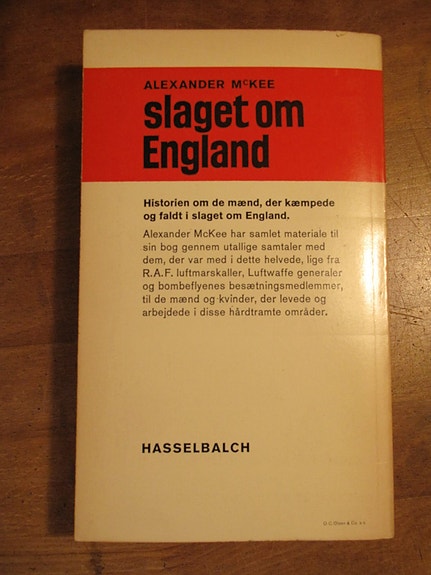 ALEXANDER McKEE
slaget om
England
Historien om de mænd, der kæmpede
og faldt i slaget om England.
Alexander McKee har samlet materiale til
sin bog gennem utallige samtaler med
dem, der var med i dette helvede, lige fra
R.A.F. luftmarskaller, Luftwaffe generaler
og bombeflyenes besætningsmedlemmer,
til de mænd og kvinder, der levede og
arbejdede i disse hårdtramte områder.
HASSELBALCH